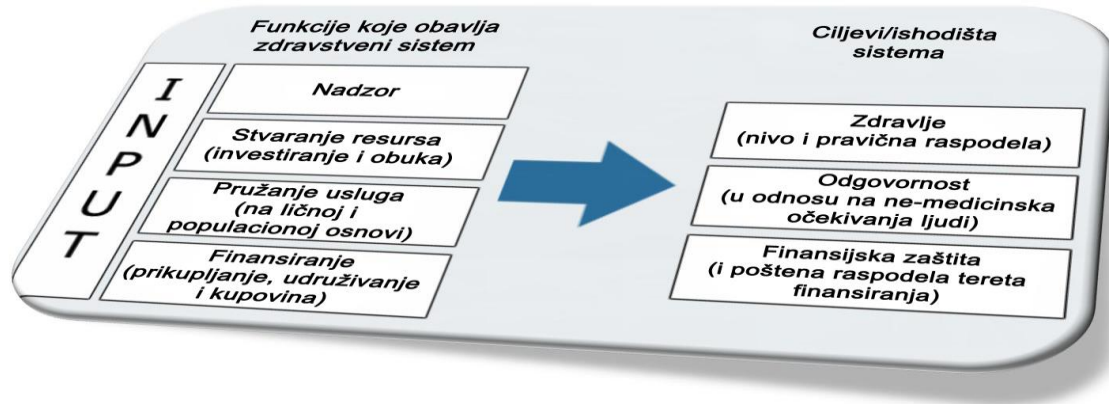 Funkcije koje obavlja
zdravstveni sistem
INPUT
Nadzor
Stvaranje resursa
(investiranje i obuka)
Pružanje usluga
(na ličnoj i
populacionoj osnovi)
Finansiranje
(prikupljanje, udruživanje
i kupovina)
Ciljevi/ishodišta
sistema
Zdravlje
(nivo i pravična raspodela)
Odgovornost
(u odnosu na ne-medicinska
očekivanja ljudi)
Finansijska zaštita
(i poštena raspodela tereta
finansiranja)